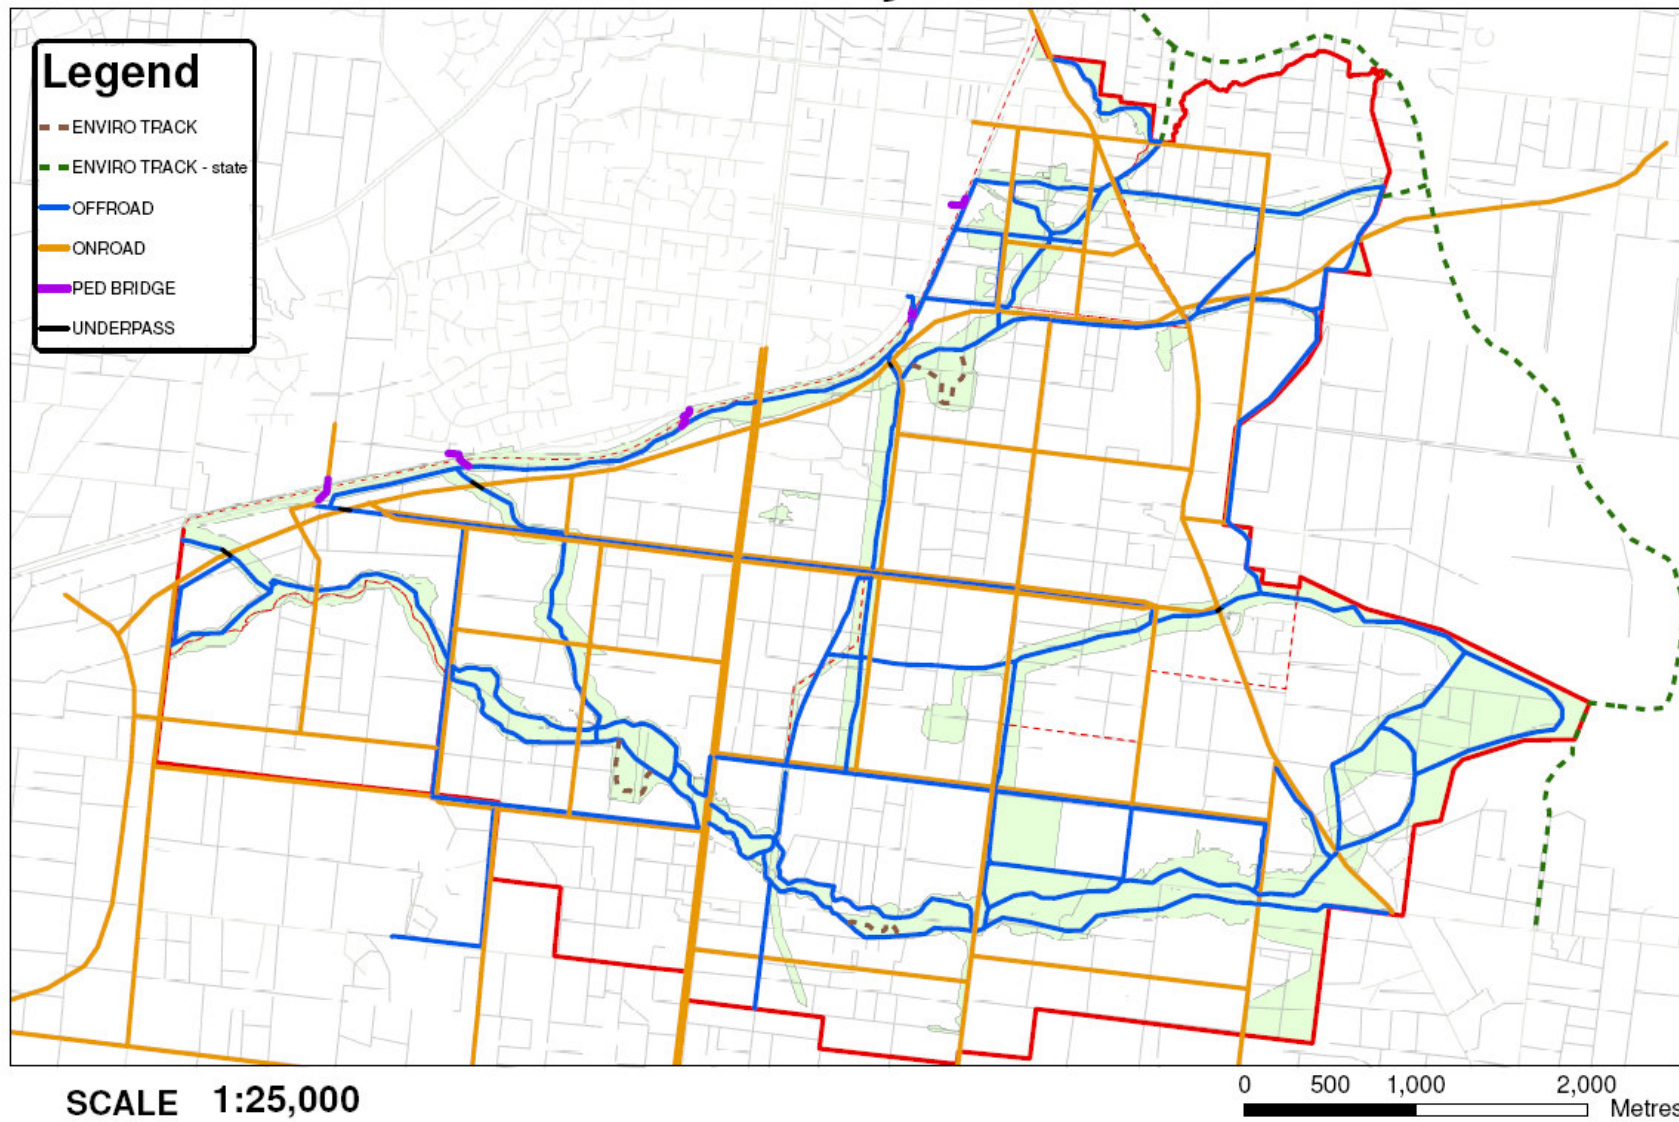 Legend
ENVIRO TRACK
ENVIRO TRACK - state
OFFROAD
ONROAD
PED BRIDGE
UNDERPASS
SCALE 1:25,000
0 500 1,000 2,000
Metres